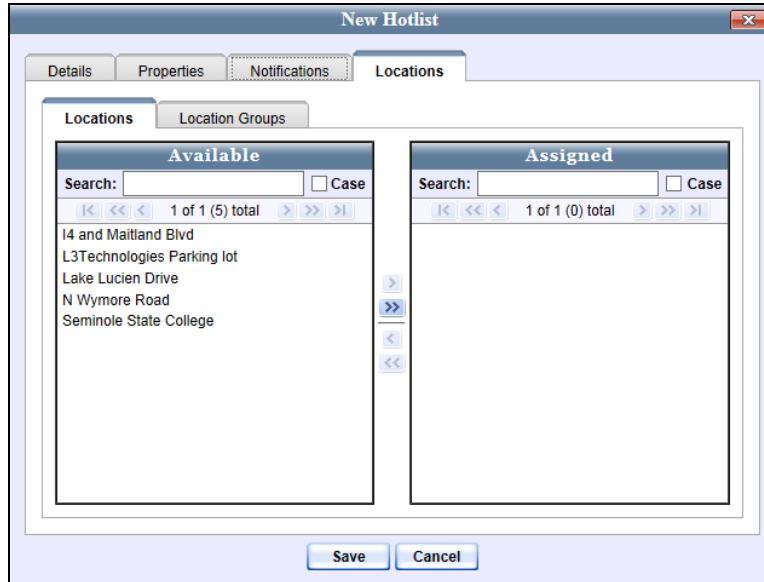 New Hotlist
Details Properties Notifications Locations
Locations Location Groups
Available
Search: Case
1 of 1 (5) total
I4 and Maitland Blvd
L3Technologies Parking lot
Lake Lucien Drive
N Wymore Road
Seminole State College
Assigned
Search: Case
1 of 1 (0) total
Save Cancel